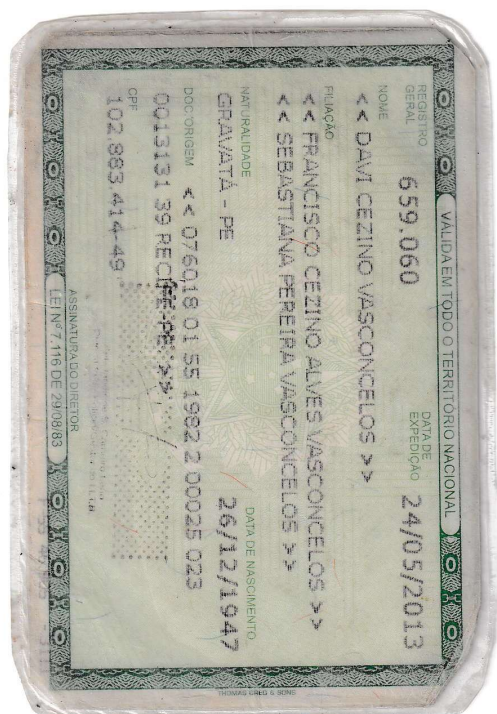 VÁLIDA EM TODO O TERRITÓRIO NACIONAL
REGISTRO GERAL 659.060 DATA DE EXPEDIÇÃO 24/05/2013
NOME
<< DAVI CEZINO VASCONCELOS >>
FILIAÇÃO
<< FRANCISCO CEZINO ALVES VASCONCELOS >>
<< SEBASTIANA PEREIRA VASCONCELOS >>
NATURALIDADE DATA DE NASCIMENTO
GRAVATÁ - PE 26/12/1947
DOC ORIGEM << 076018 01 55 1982 2 00025 023
0013131 39 RECIFE-PE >>
CPF
102.883.414-49
ASSINATURA DO DIRETOR
LEI Nº 7.116 DE 29/08/83
THOMAS GREG & SONS